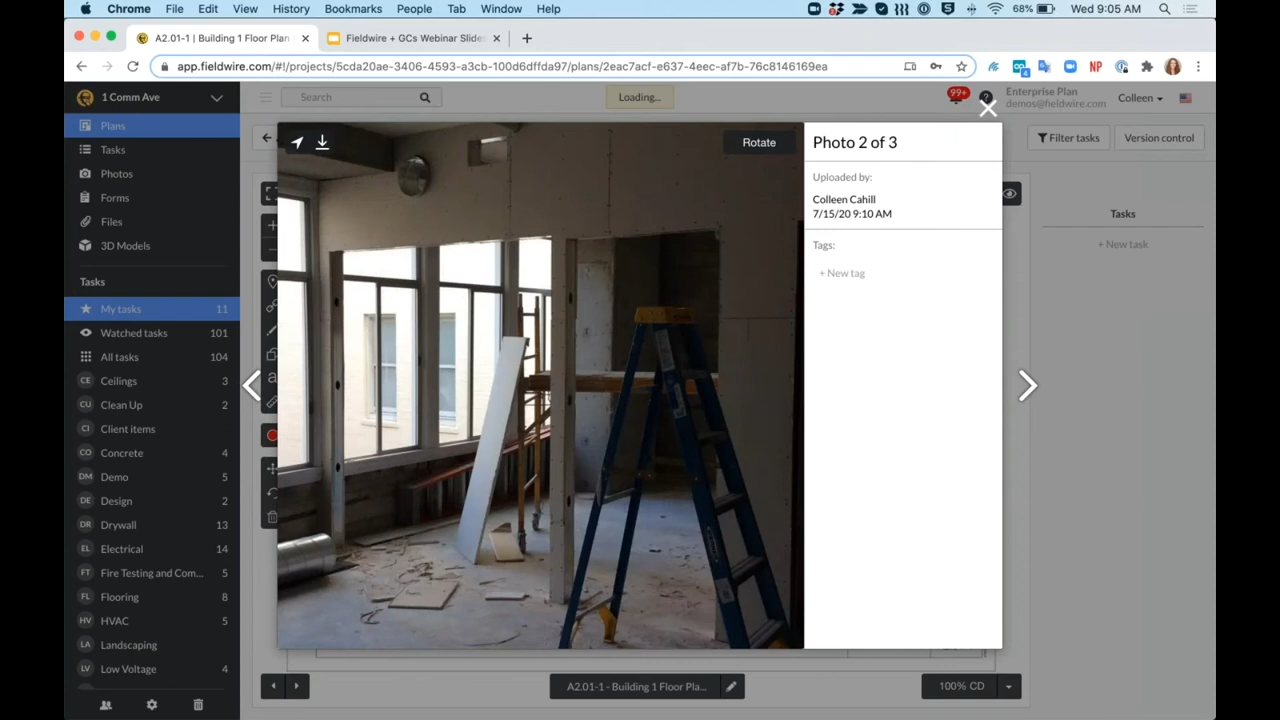 Chrome File Edit View History Bookmarks People Tab Window Help 68% Wed 9:05 AM
A2.01-1 | Building 1 Floor Plan
Fieldwire + GCs Webinar Slides
app.fieldwire.com/#!/projects/5cda20ae-3406-4593-a3cb-100d6dffda97/plans/2eac7acf-e637-4eec-af7b-76c8146169ea
1 Comm Ave
Search
Loading...
99+
Enterprise Plan
demos@fieldwire.com
Colleen
Plans
Tasks
Photos
Forms
Files
3D Models
Tasks
My tasks 11
Watched tasks 101
All tasks 104
CE Ceilings 3
CU Clean Up 2
CI Client items
CO Concrete 4
DM Demo 5
DE Design 2
DR Drywall 13
EL Electrical 14
FT Fire Testing and Com... 5
FL Flooring 8
HV HVAC 5
LA Landscaping
LV Low Voltage 4
Rotate
Photo 2 of 3
Uploaded by:
Colleen Cahill
7/15/20 9:10 AM
Tags:
+ New tag
Filter tasks
Version control
Tasks
+ New task
A2.01-1 - Building 1 Floor Pla...
100% CD